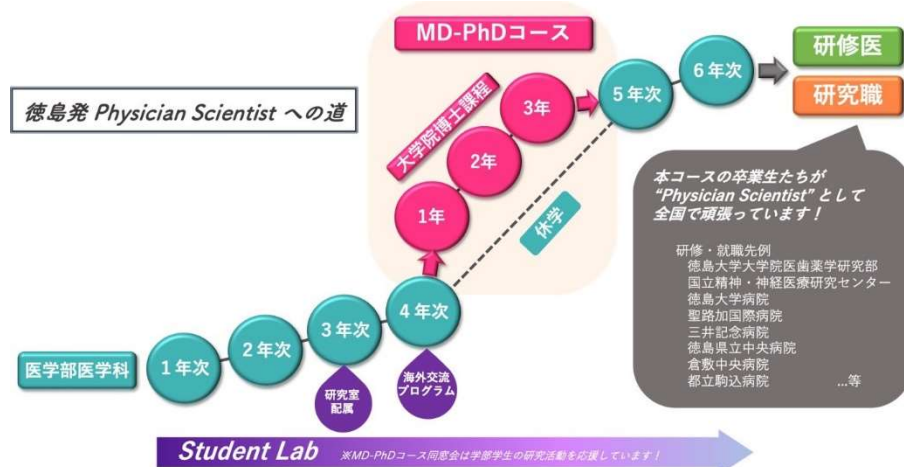 MD-PhDコース
徳島発 Physician Scientist への道
大学院博士課程
1年
2年
3年
休学
医学部医学科
1年次
2年次
3年次
4年次
5年次
6年次
研修医
研究職
研究室
配属
海外交流
プログラム
本コースの卒業生たちが
“Physician Scientist” として
全国で頑張っています！
研修・就職先例
徳島大学大学院医歯薬学研究部
国立精神・神経医療研究センター
徳島大学病院
聖路加国際病院
三井記念病院
徳島県立中央病院
倉敷中央病院
都立駒込病院 …等
Student Lab ※MD-PhDコース同窓会は学部学生の研究活動を応援しています！